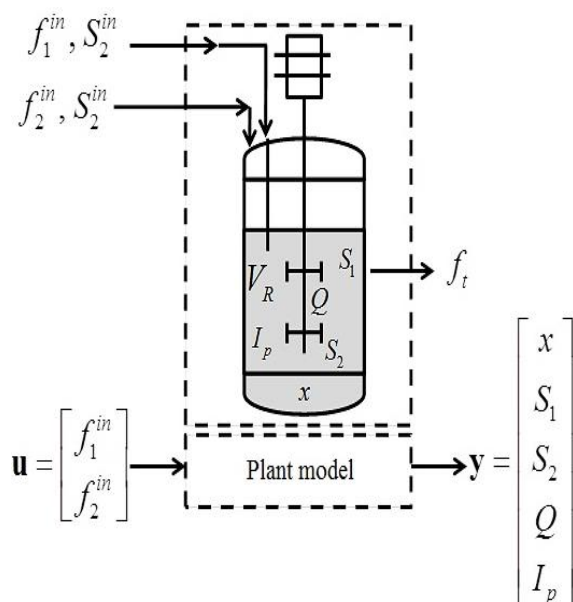 f_1^{in}, S_2^{in}
f_2^{in}, S_2^{in}
V_R
S_1
Q
I_p
S_2
x
f_t
u = [f_1^{in} f_2^{in}]
Plant model
y = [x S_1 S_2 Q I_p]